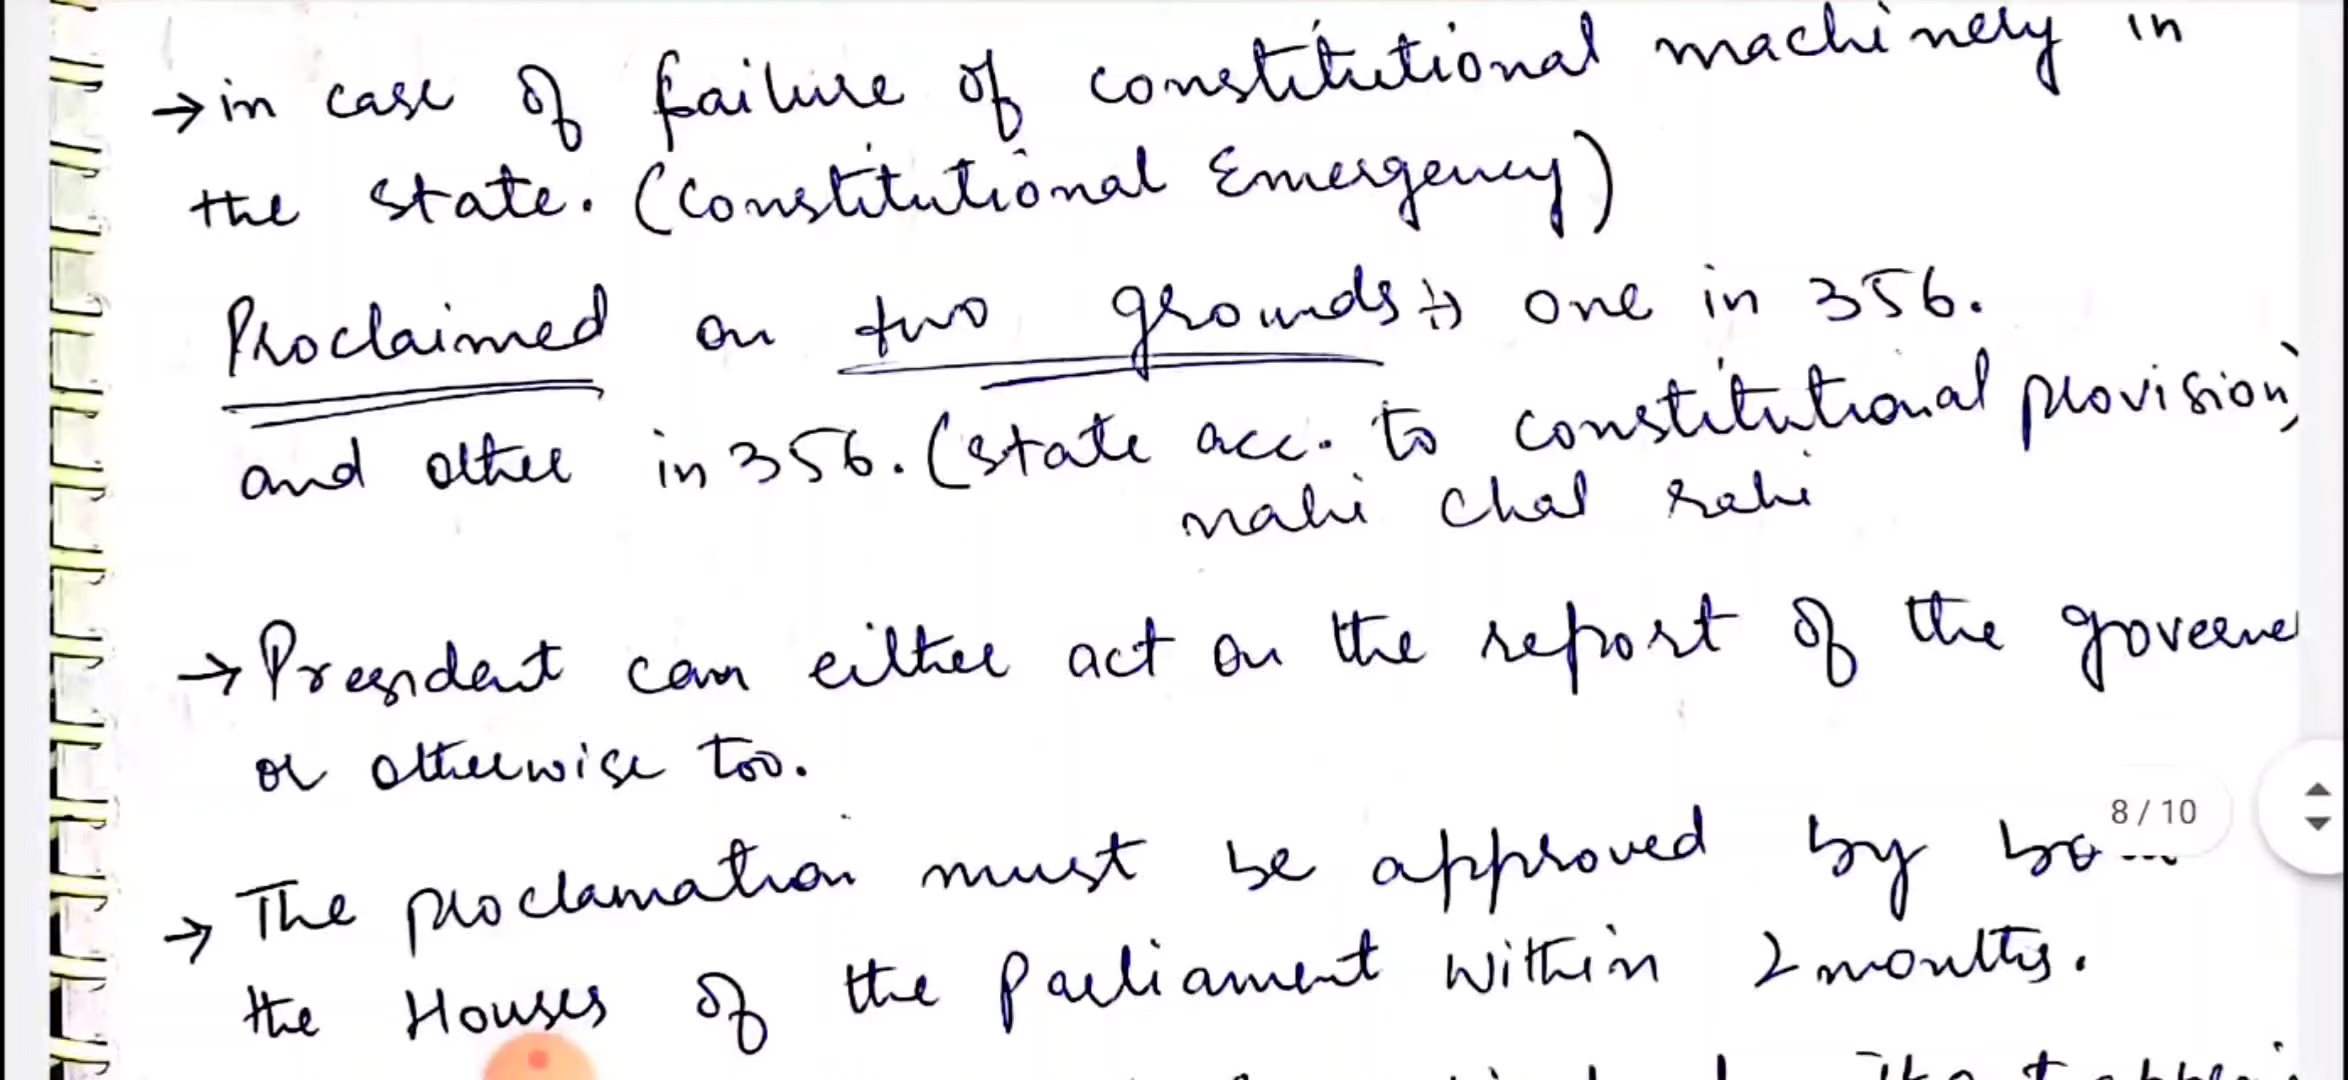 → in case of failure of constitutional machinery in
the state. (Constitutional Emergency)
Proclaimed on two grounds :→ one in 356.
and other in 356. (state acc. to constitutional provision,
nahi chal rahi
→ President can either act on the report of the governer
or otherwise too.
8 / 10
→ The proclamation must be approved by
the Houses of the Parliament within 2 months.